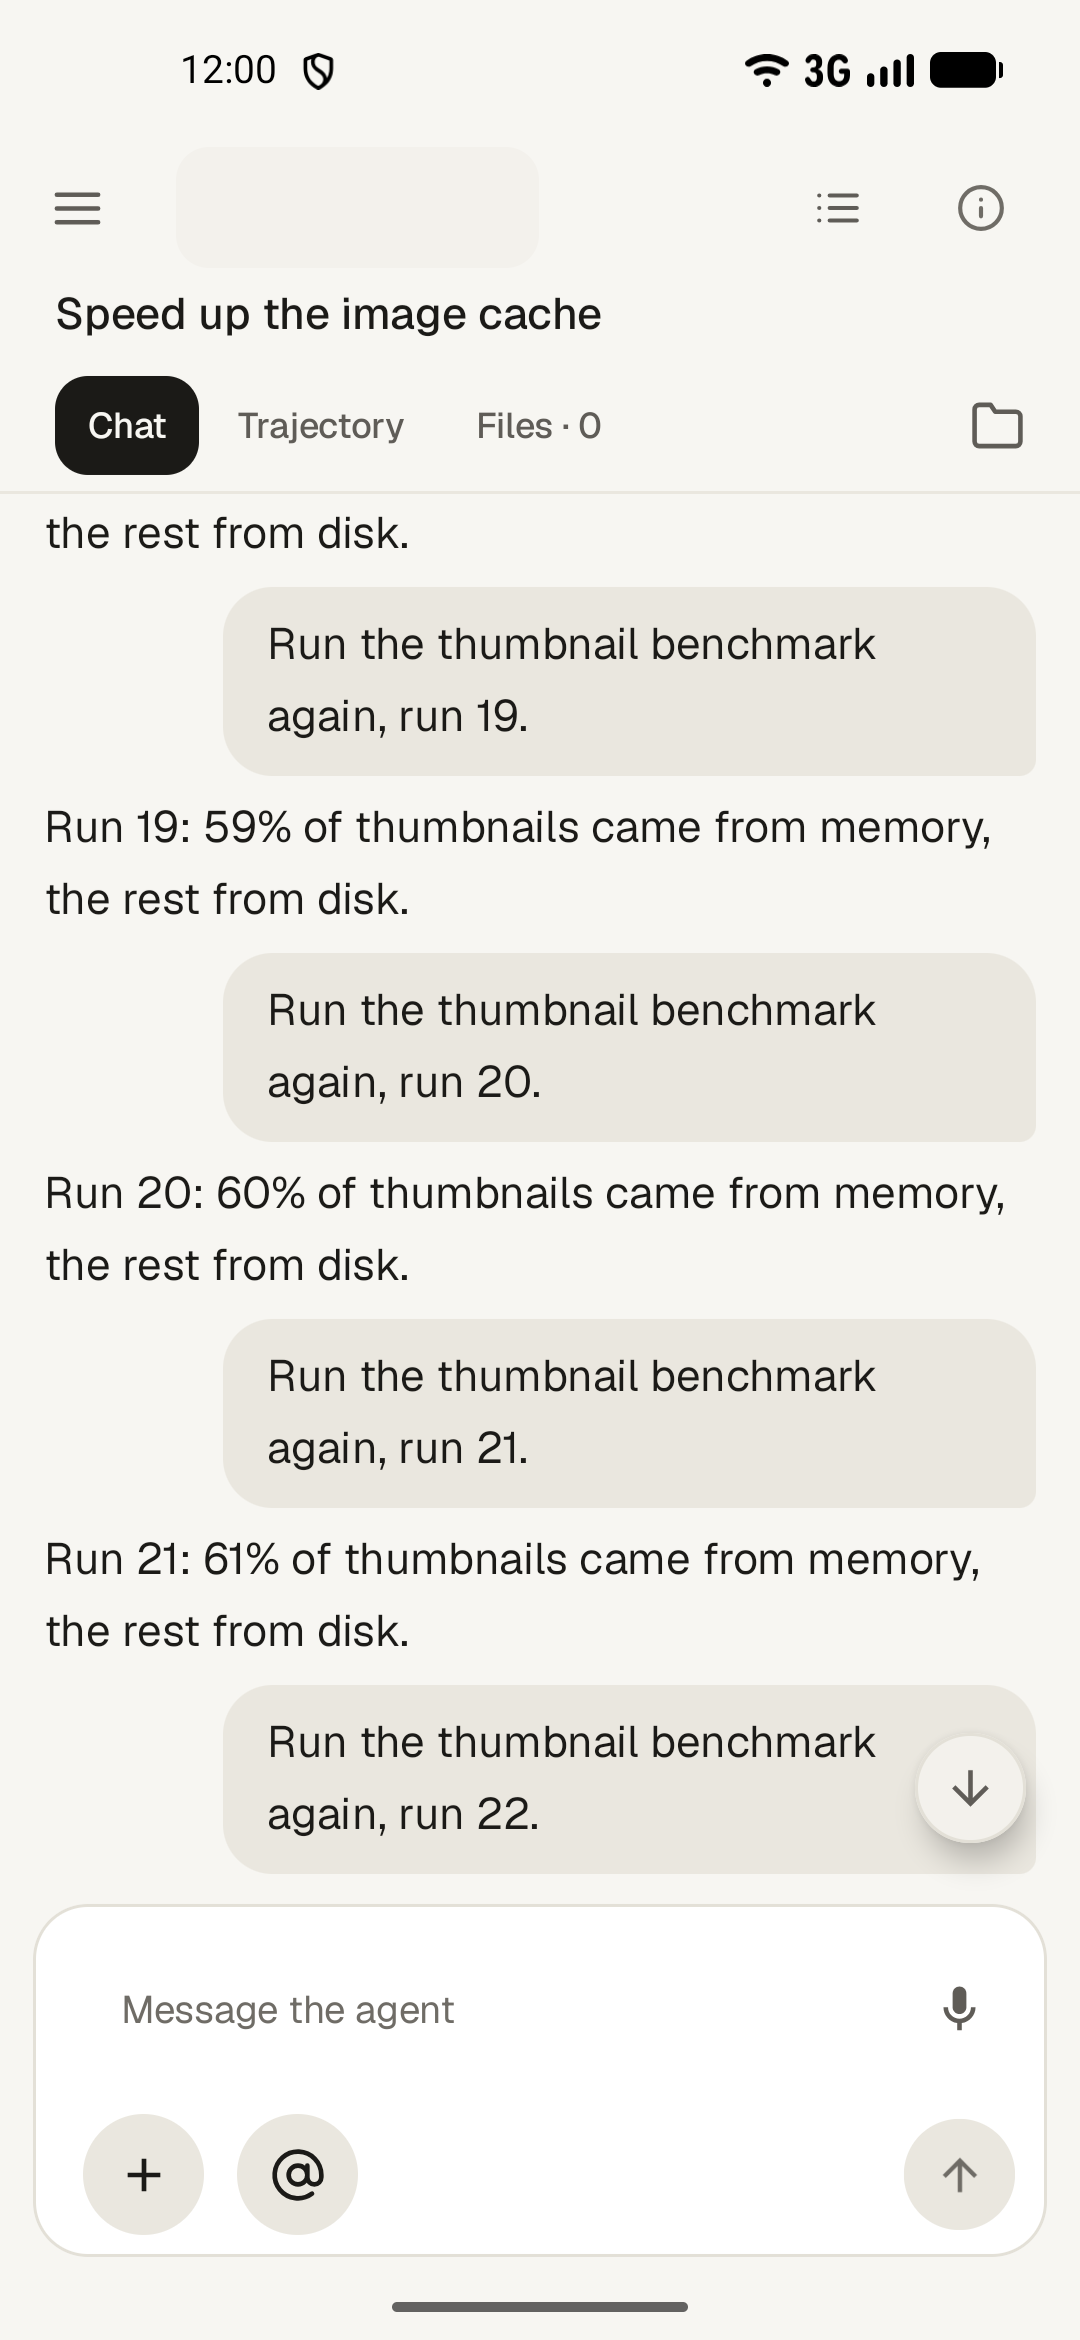 12:00
3G
Speed up the image cache
Chat
Trajectory
Files · 0
the rest from disk.
Run the thumbnail benchmark
again, run 19.
Run 19: 59% of thumbnails came from memory,
the rest from disk.
Run the thumbnail benchmark
again, run 20.
Run 20: 60% of thumbnails came from memory,
the rest from disk.
Run the thumbnail benchmark
again, run 21.
Run 21: 61% of thumbnails came from memory,
the rest from disk.
Run the thumbnail benchmark
again, run 22.
Message the agent